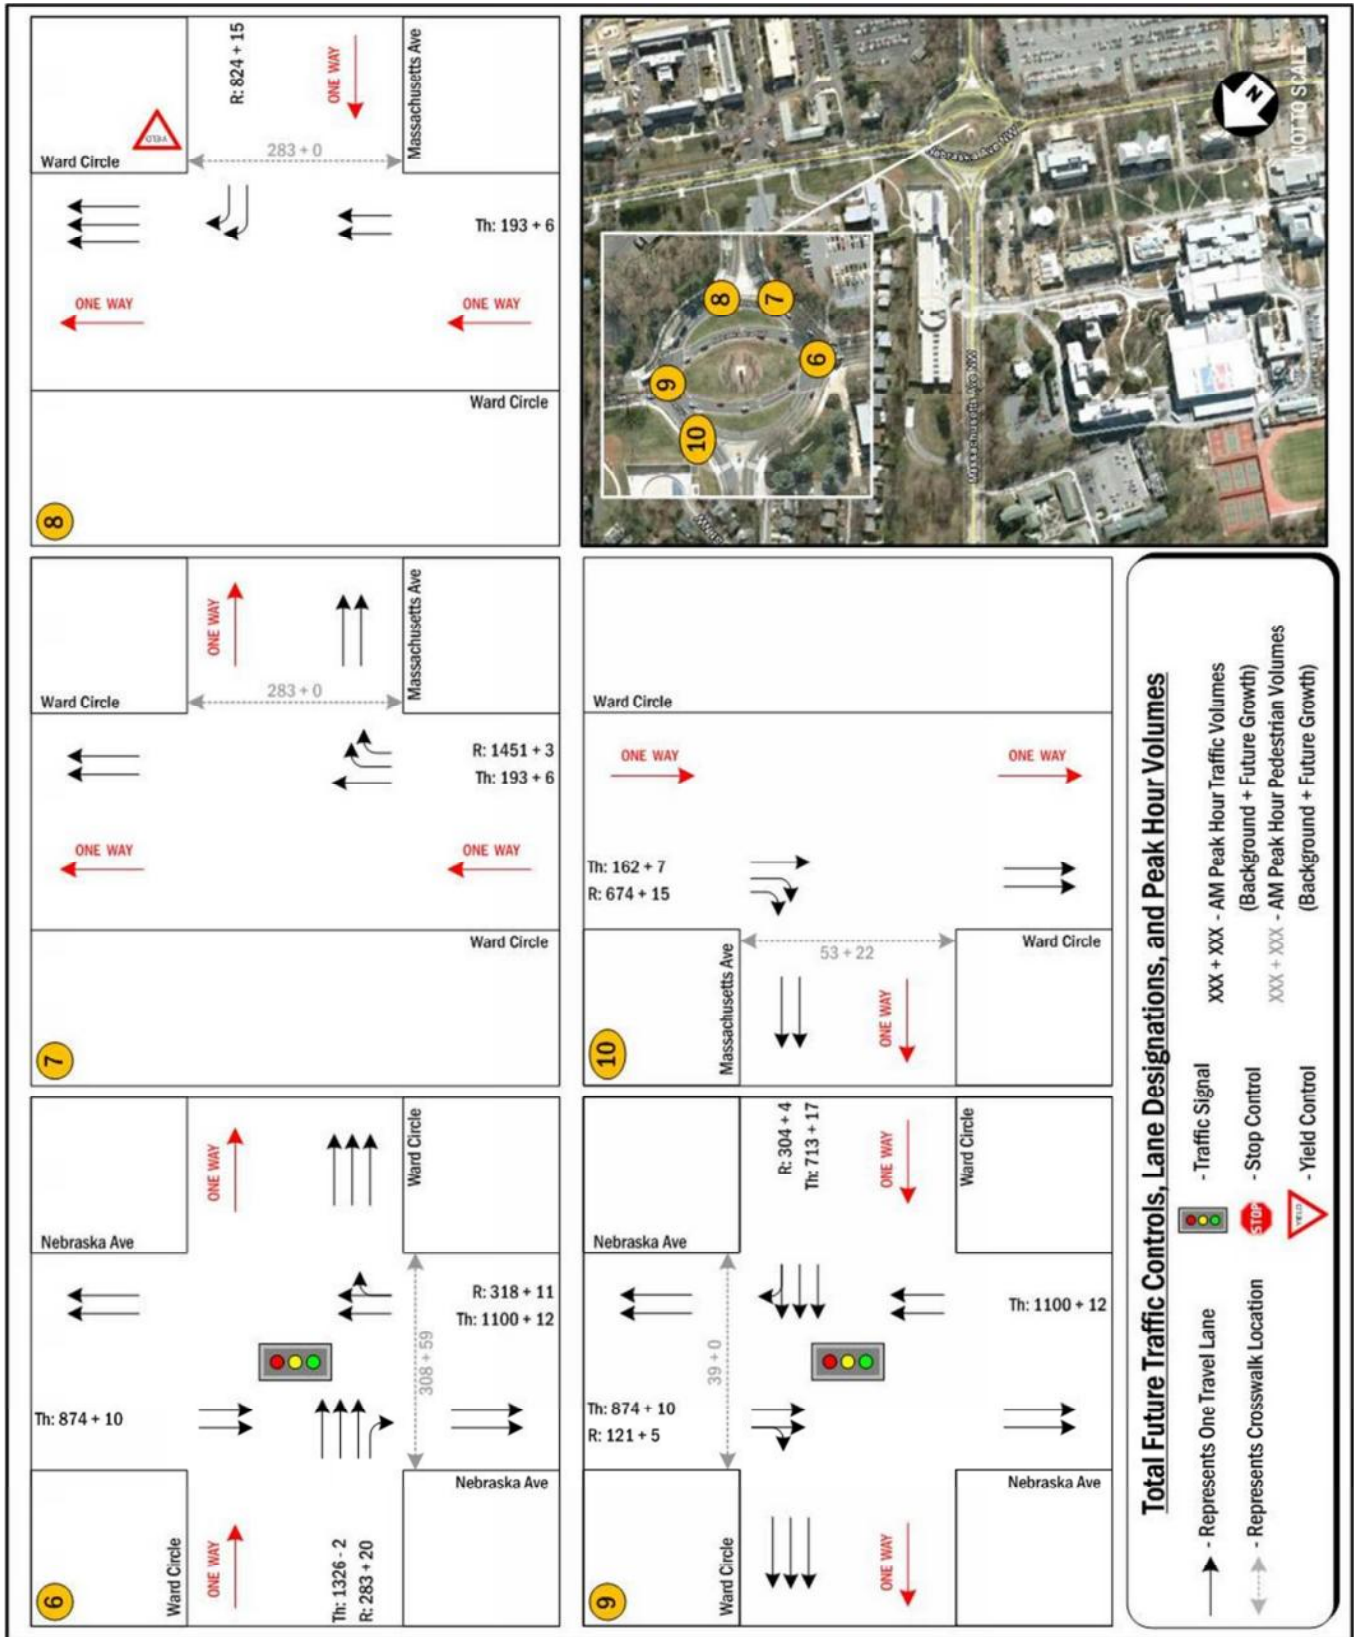 6
Ward Circle
Nebraska Ave
ONE WAY
ONE WAY
Th: 874 + 10
R: 318 + 11
Th: 1100 + 12
308 + 59
Th: 1326 - 2
R: 283 + 20
Nebraska Ave
Ward Circle
7
Ward Circle
Massachusetts Ave
ONE WAY
283 + 0
R: 1451 + 3
Th: 193 + 6
ONE WAY
ONE WAY
Ward Circle
8
Ward Circle
YIELD
R: 824 + 15
ONE WAY
Massachusetts Ave
283 + 0
Th: 193 + 6
ONE WAY
ONE WAY
Ward Circle
9
Nebraska Ave
R: 304 + 4
Th: 713 + 17
ONE WAY
Ward Circle
39 + 0
Th: 1100 + 12
Th: 874 + 10
R: 121 + 5
Ward Circle
ONE WAY
Nebraska Ave
10
Ward Circle
ONE WAY
ONE WAY
Th: 162 + 7
R: 674 + 15
Massachusetts Ave
53 + 22
ONE WAY
Ward Circle
Nebraska Ave NW
Massachusetts Ave NW
N
NOT TO SCALE
6
7
8
9
10
Total Future Traffic Controls, Lane Designations, and Peak Hour Volumes
- Represents One Travel Lane
- Represents Crosswalk Location
- Traffic Signal
STOP
- Stop Control
YIELD
- Yield Control
XXX + XXX - AM Peak Hour Traffic Volumes
(Background + Future Growth)
XXX + XXX - AM Peak Hour Pedestrian Volumes
(Background + Future Growth)